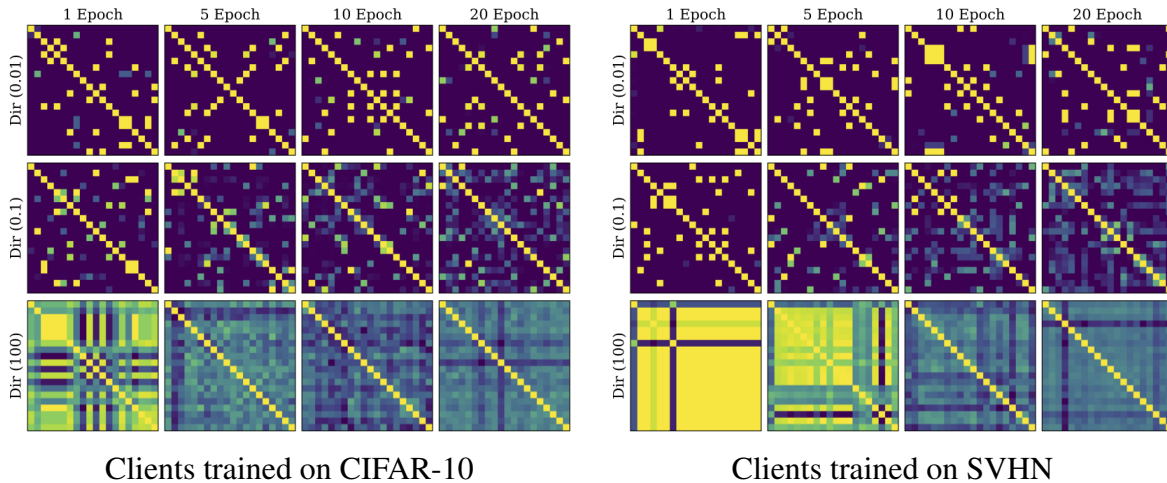 1 Epoch 5 Epoch 10 Epoch 20 Epoch
Dir (0.01)
Dir (0.1)
Dir (100)
Clients trained on CIFAR-10
1 Epoch 5 Epoch 10 Epoch 20 Epoch
Dir (0.01)
Dir (0.1)
Dir (100)
Clients trained on SVHN